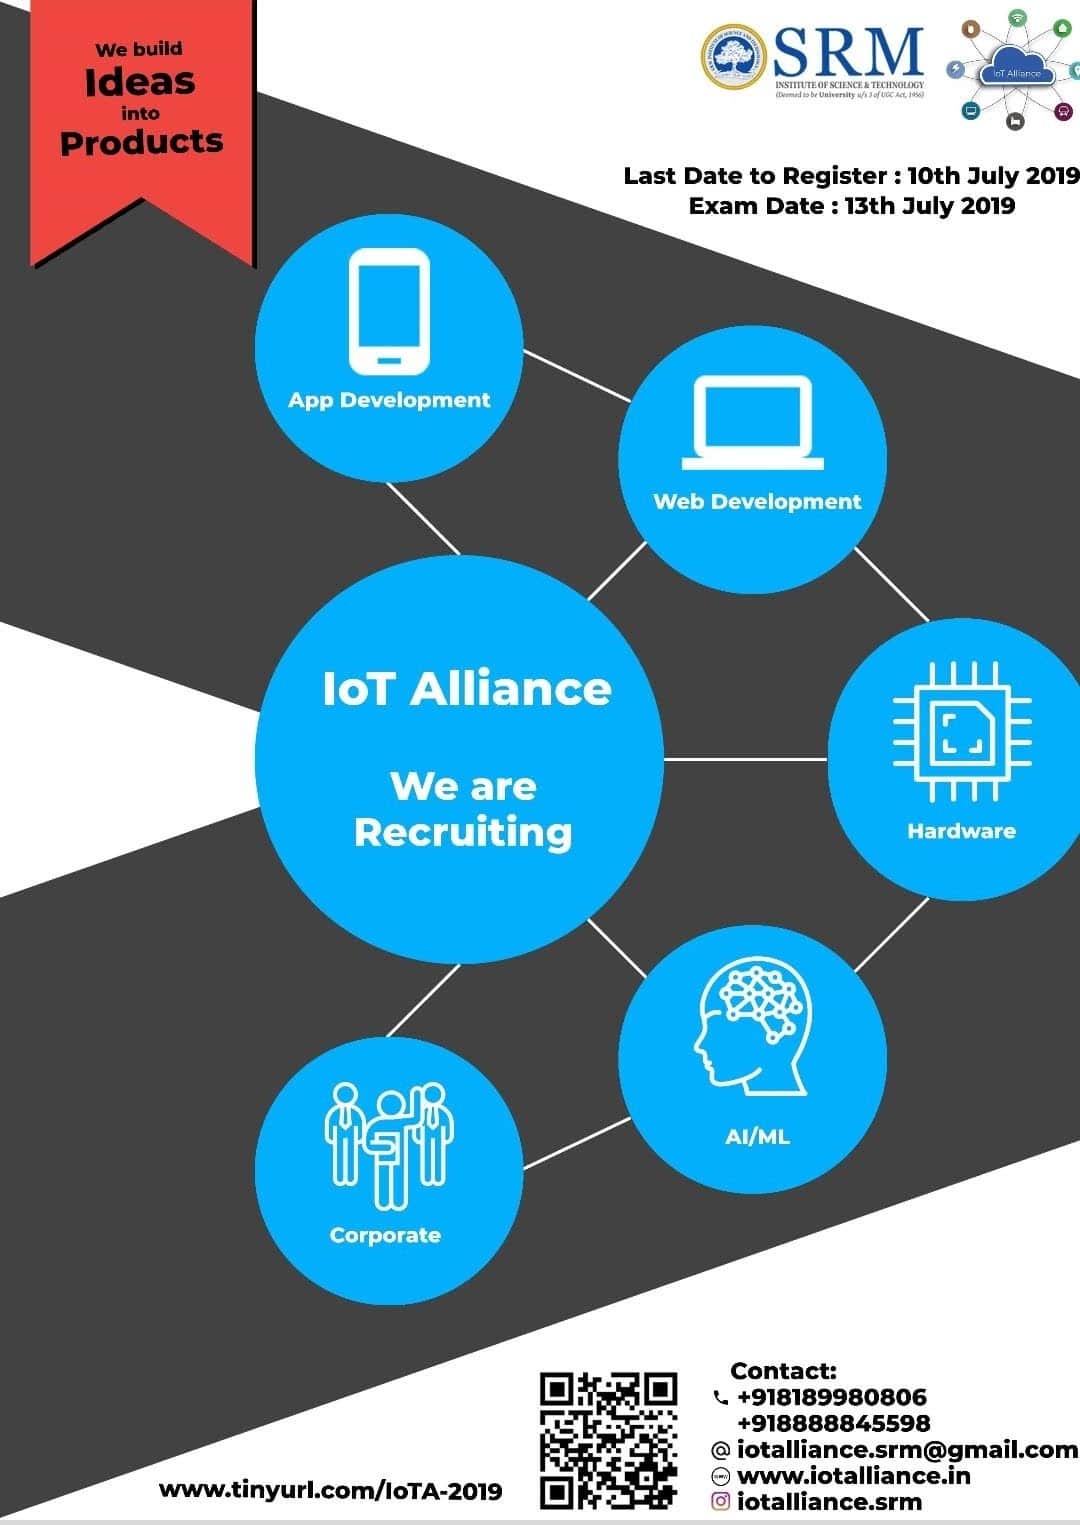 We build
Ideas
into
Products
SRM
INSTITUTE OF SCIENCE & TECHNOLOGY
(Deemed to be University u/s 3 of UGC Act, 1956)
IoT Alliance
Last Date to Register : 10th July 2019
Exam Date : 13th July 2019
App Development
Web Development
IoT Alliance
We are
Recruiting
Hardware
AI/ML
Corporate
Contact:
+918189980806
+918888845598
iotalliance.srm@gmail.com
www.iotalliance.in
iotalliance.srm
www.tinyurl.com/IoTA-2019